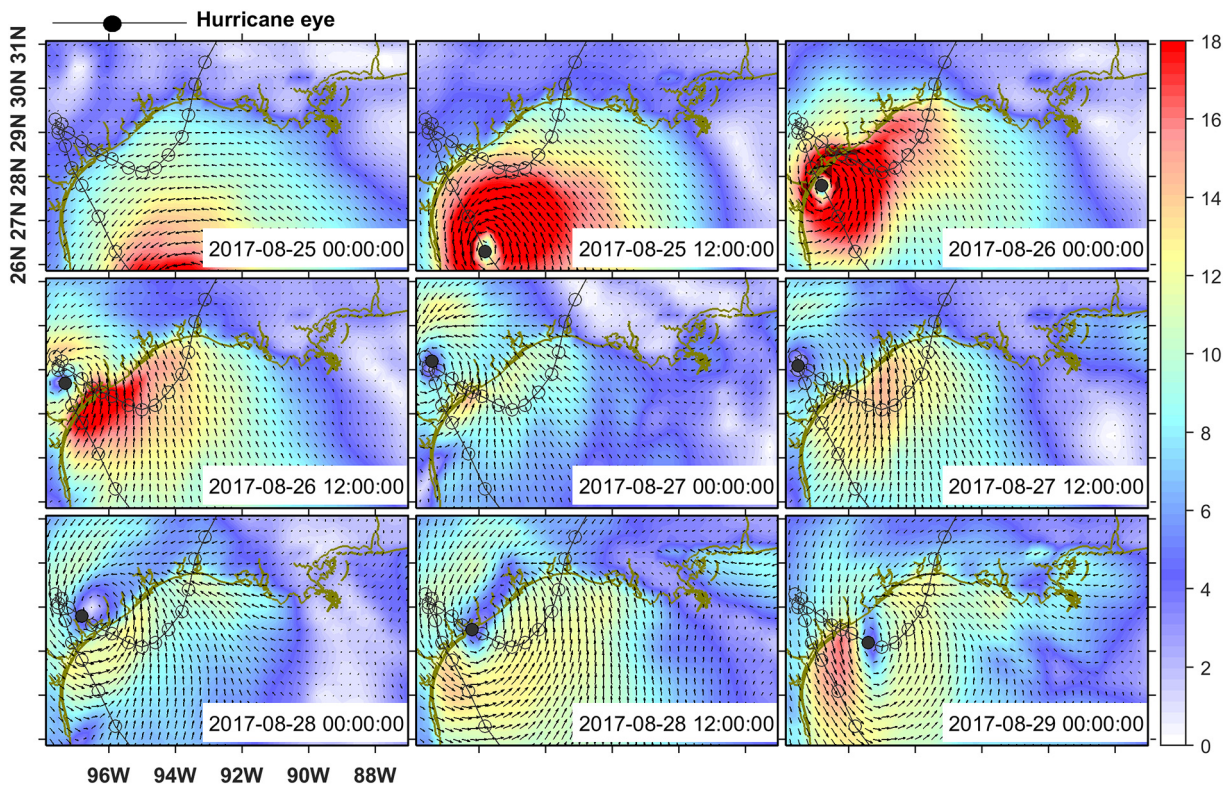 Hurricane eye
31N
30N
29N
28N
27N
26N
2017-08-25 00:00:00
2017-08-25 12:00:00
2017-08-26 00:00:00
2017-08-26 12:00:00
2017-08-27 00:00:00
2017-08-27 12:00:00
2017-08-28 00:00:00
2017-08-28 12:00:00
2017-08-29 00:00:00
96W 94W 92W 90W 88W
18
16
14
12
10
8
6
4
2
0